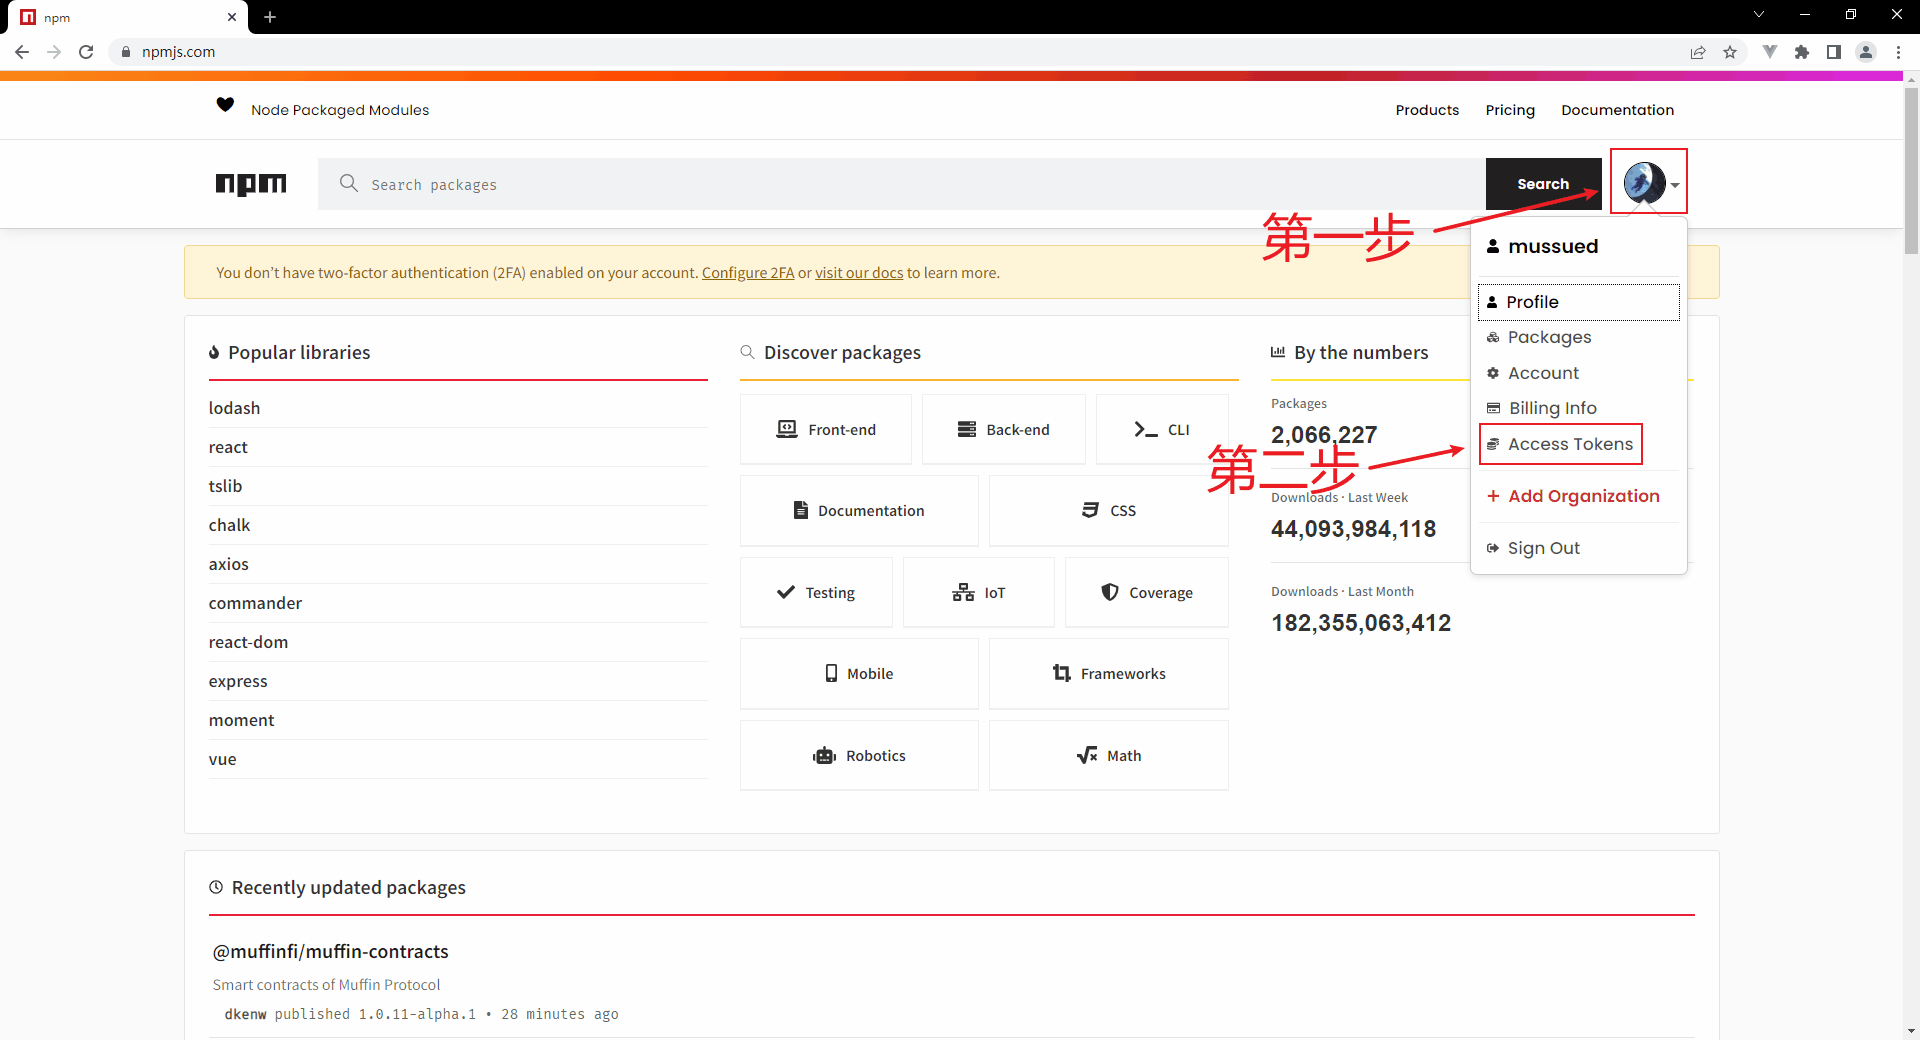 npm
npmjs.com
Node Packaged Modules
Products
Pricing
Documentation
npm
Search packages
Search
第一步
mussued
Profile
Packages
Account
Billing Info
Access Tokens
第二步
Add Organization
Sign Out
You don't have two-factor authentication (2FA) enabled on your account. Configure 2FA or visit our docs to learn more.
Popular libraries
lodash
react
tslib
chalk
axios
commander
react-dom
express
moment
vue
Discover packages
Front-end
Back-end
CLI
Documentation
CSS
Testing
IoT
Coverage
Mobile
Frameworks
Robotics
Math
By the numbers
Packages
2,066,227
Downloads · Last Week
44,093,984,118
Downloads · Last Month
182,355,063,412
Recently updated packages
@muffinfi/muffin-contracts
Smart contracts of Muffin Protocol
dkenw published 1.0.11-alpha.1 • 28 minutes ago